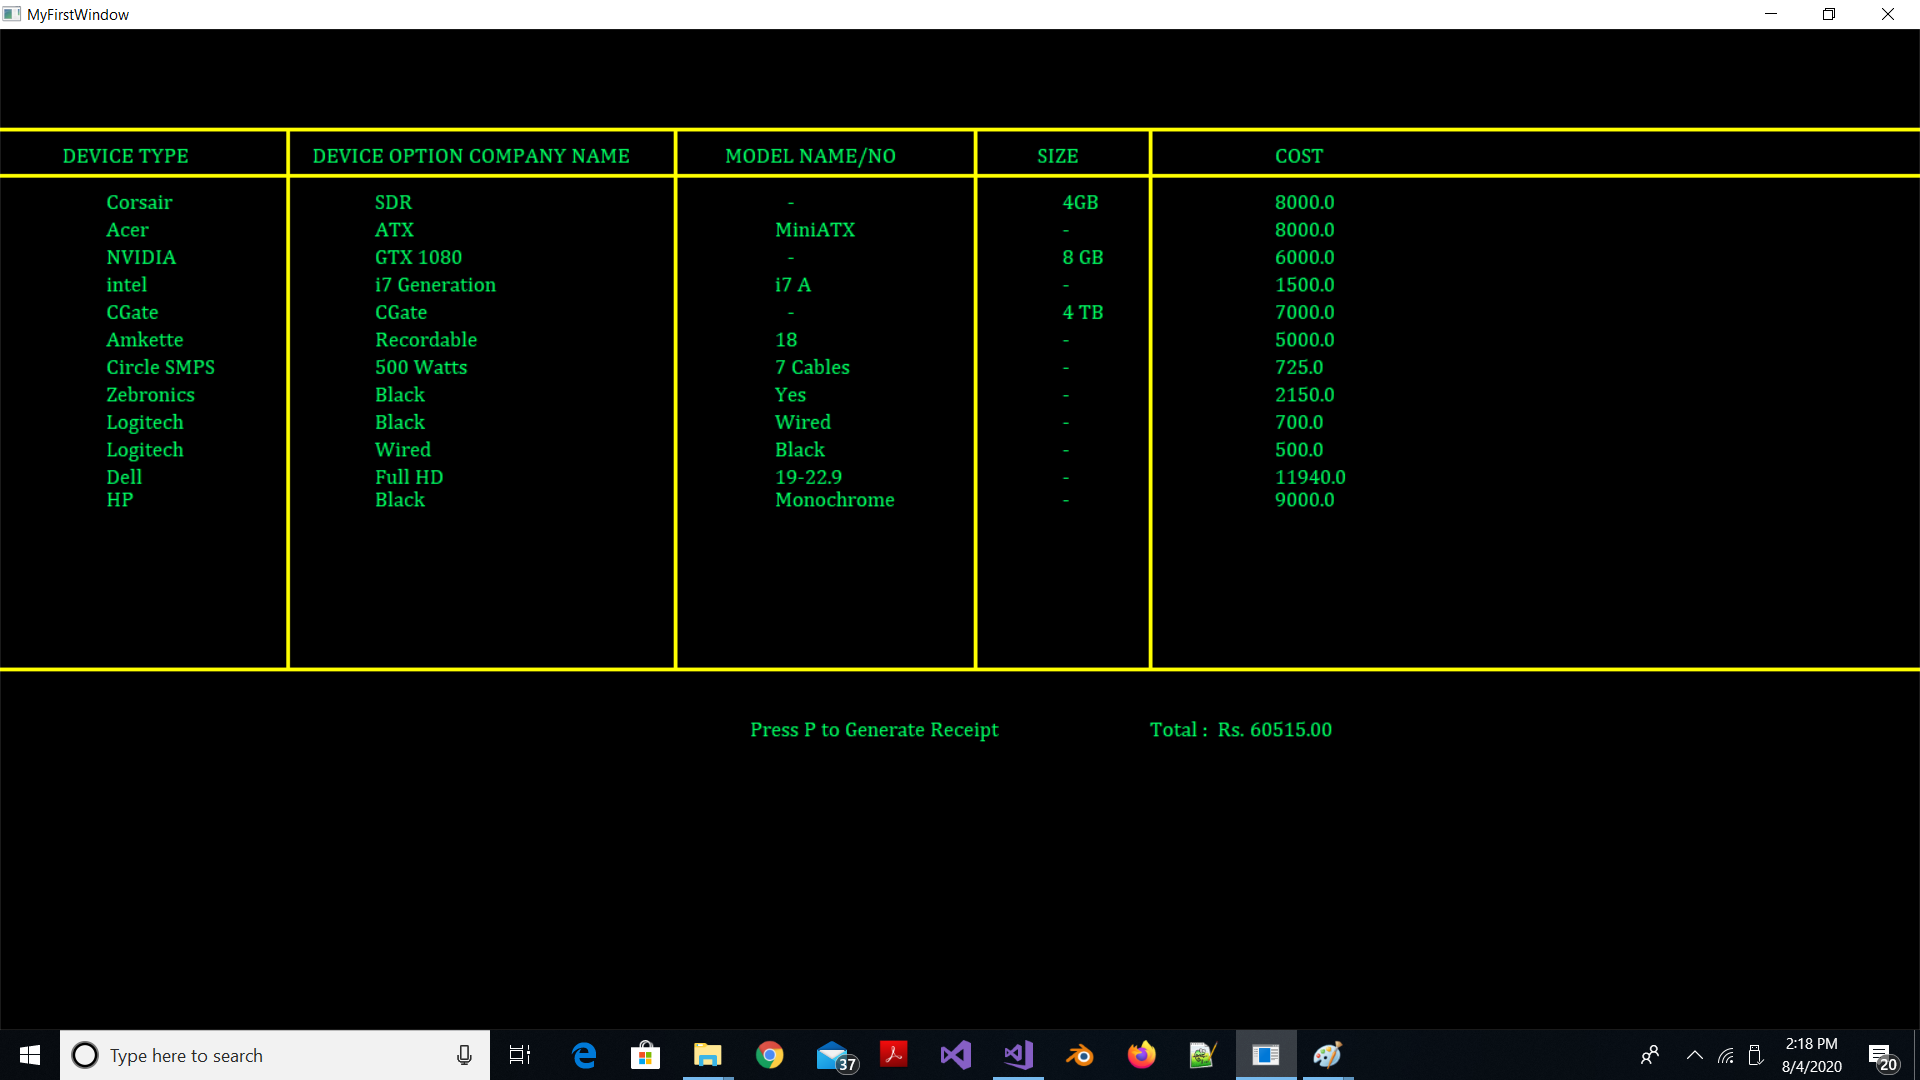 MyFirstWindow
DEVICE TYPE DEVICE OPTION COMPANY NAME MODEL NAME/NO SIZE COST
Corsair SDR - 4GB 8000.0
Acer ATX MiniATX - 8000.0
NVIDIA GTX 1080 - 8 GB 6000.0
intel i7 Generation i7 A - 1500.0
CGate CGate - 4 TB 7000.0
Amkette Recordable 18 - 5000.0
Circle SMPS 500 Watts 7 Cables - 725.0
Zebronics Black Yes - 2150.0
Logitech Black Wired - 700.0
Logitech Wired Black - 500.0
Dell Full HD 19-22.9 - 11940.0
HP Black Monochrome - 9000.0
Press P to Generate Receipt Total : Rs. 60515.00
Type here to search 37 2:18 PM
8/4/2020 20